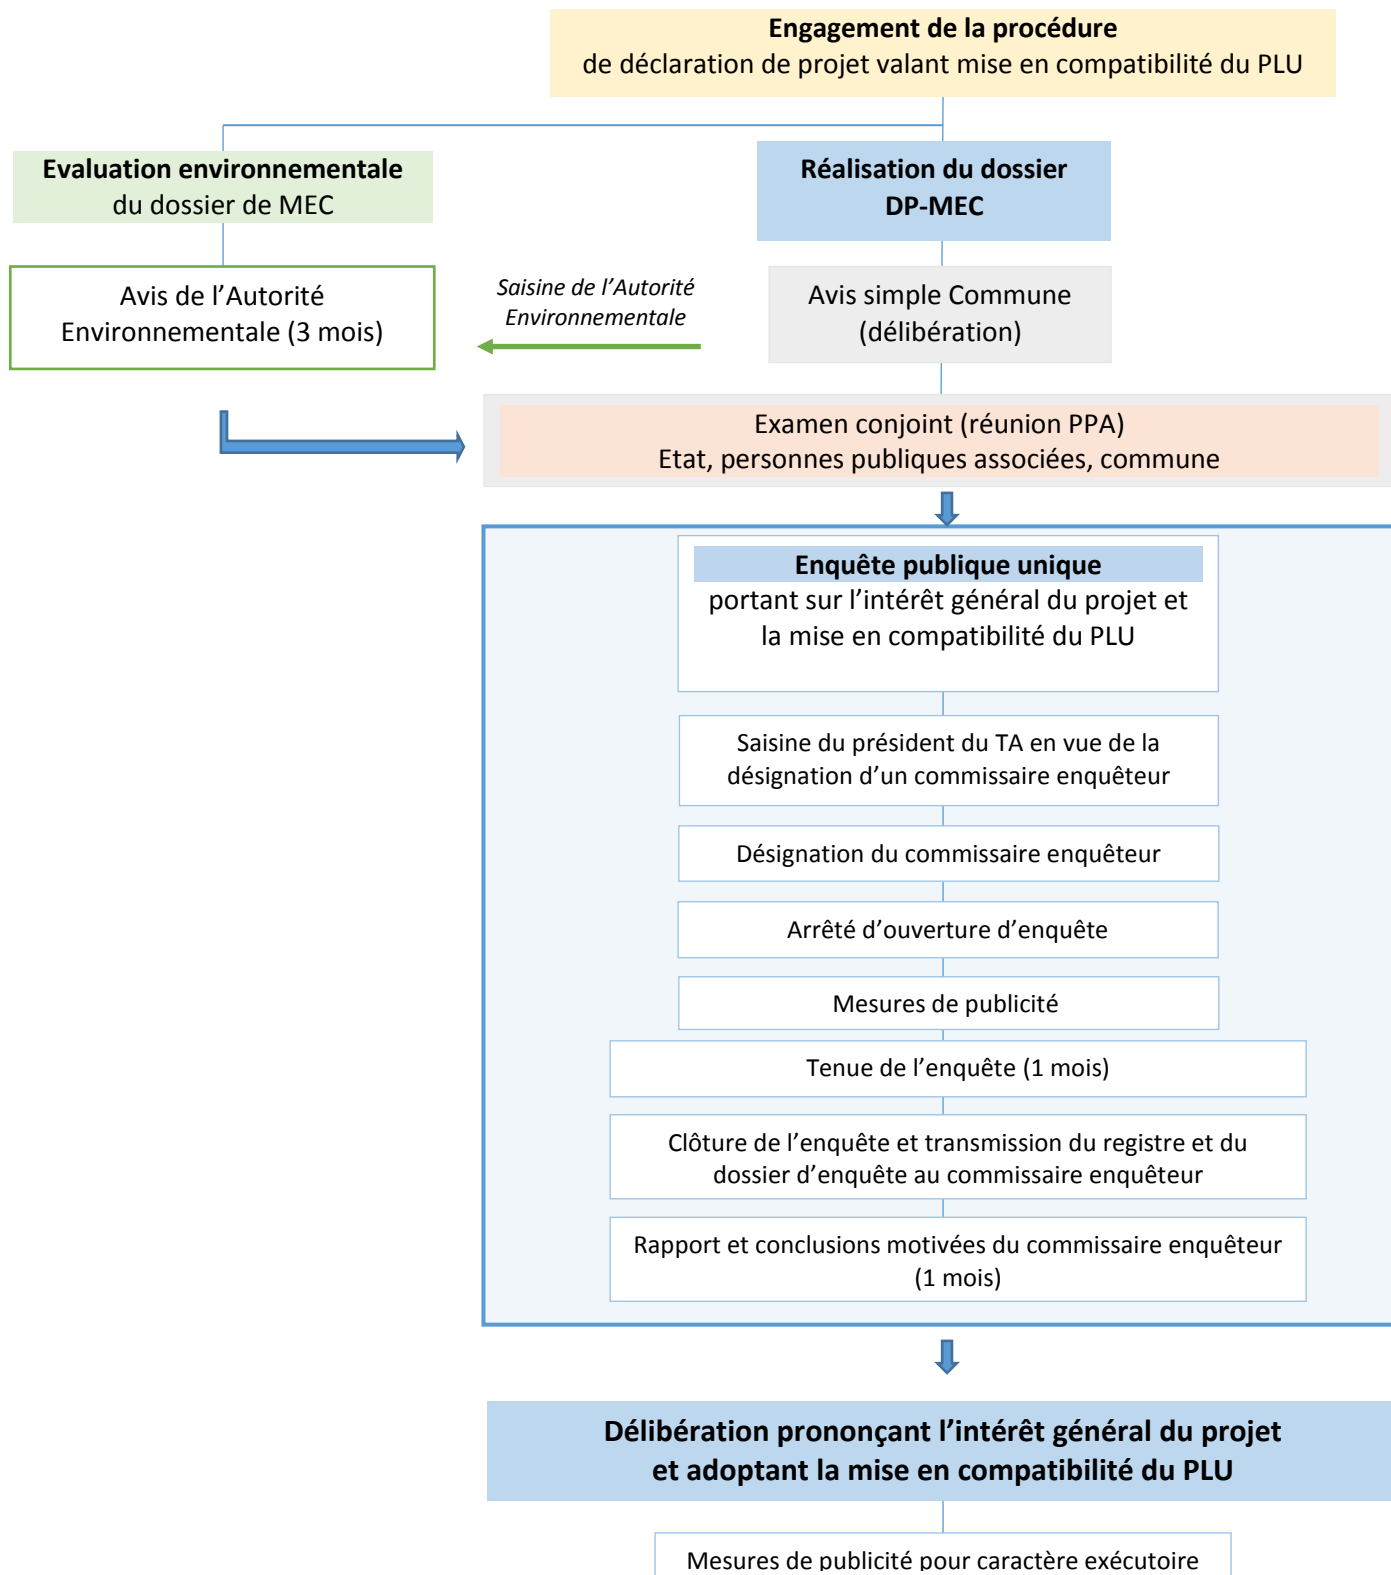 Engagement de la procédure
de déclaration de projet valant mise en compatibilité du PLU
Evaluation environnementale
du dossier de MEC
Réalisation du dossier
DP-MEC
Avis de l’Autorité
Environnementale (3 mois)
Saisine de l’Autorité
Environnementale
Avis simple Commune
(délibération)
Examen conjoint (réunion PPA)
Etat, personnes publiques associées, commune
Enquête publique unique
portant sur l’intérêt général du projet et
la mise en compatibilité du PLU
Saisine du président du TA en vue de la
désignation d’un commissaire enquêteur
Désignation du commissaire enquêteur
Arrêté d’ouverture d’enquête
Mesures de publicité
Tenue de l’enquête (1 mois)
Clôture de l’enquête et transmission du registre et du
dossier d’enquête au commissaire enquêteur
Rapport et conclusions motivées du commissaire enquêteur
(1 mois)
Délibération prononçant l’intérêt général du projet
et adoptant la mise en compatibilité du PLU
Mesures de publicité pour caractère exécutoire